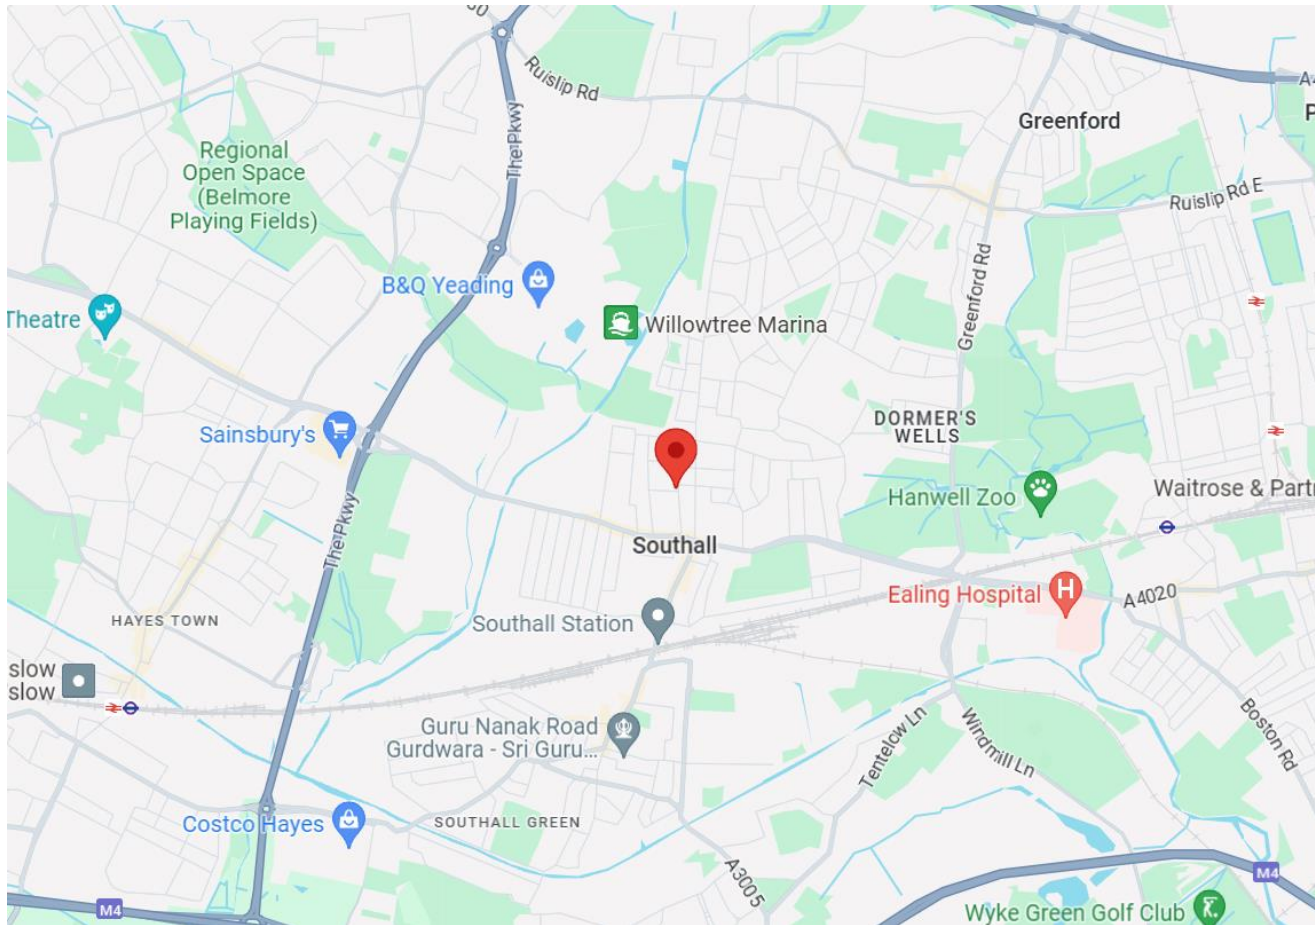 Ruislip Rd
The Pkwy
Greenford
A4
P
Regional
Open Space
(Belmore
Playing Fields)
Ruislip Rd E
B&Q Yeading
Greenford Rd
Theatre
Willowtree Marina
DORMER'S
WELLS
Sainsbury's
Hanwell Zoo
Waitrose & Partn
The Pkwy
Southall
Ealing Hospital
H
A4020
HAYES TOWN
Southall Station
slow
slow
Guru Nanak Road
Gurdwara - Sri Guru...
Tentelow Ln
Windmill Ln
Boston Rd
Costco Hayes
SOUTHALL GREEN
A3005
M4
M4
Wyke Green Golf Club